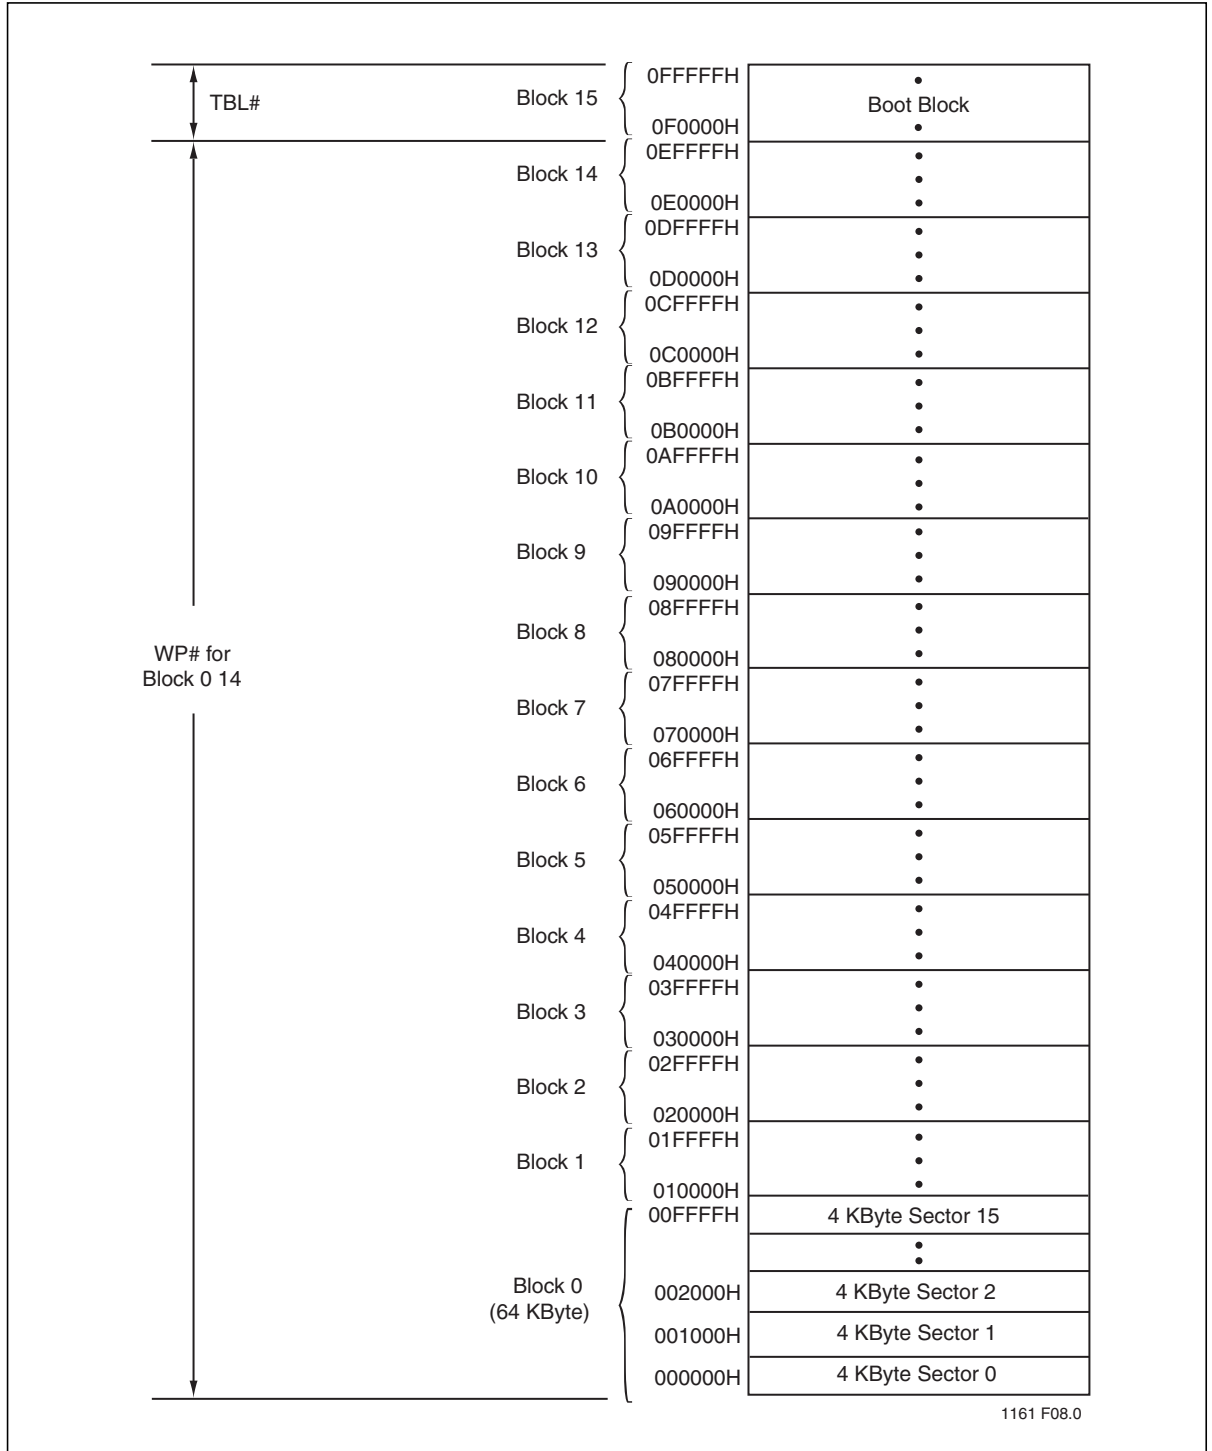 TBL#
Block 15
0FFFFFH
Boot Block
0F0000H
0EFFFFH
Block 14
0E0000H
0DFFFFH
Block 13
0D0000H
0CFFFFH
Block 12
0C0000H
0BFFFFH
Block 11
0B0000H
0AFFFFH
Block 10
0A0000H
09FFFFH
Block 9
090000H
08FFFFH
Block 8
080000H
WP# for
Block 0 14
07FFFFH
Block 7
070000H
06FFFFH
Block 6
060000H
05FFFFH
Block 5
050000H
04FFFFH
Block 4
040000H
03FFFFH
Block 3
030000H
02FFFFH
Block 2
020000H
01FFFFH
Block 1
010000H
00FFFFH
4 KByte Sector 15
Block 0
(64 KByte)
002000H
4 KByte Sector 2
001000H
4 KByte Sector 1
000000H
4 KByte Sector 0
1161 F08.0